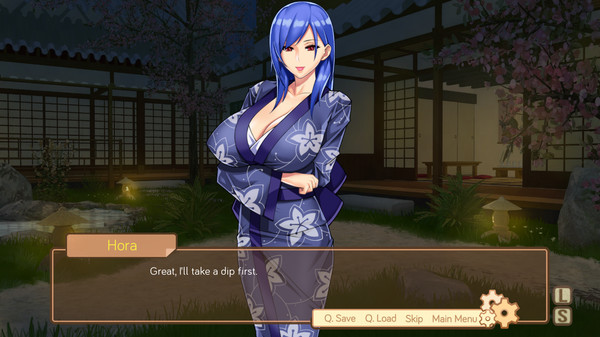 Hora
Great, I'll take a dip first.
Q. Save Q. Load Skip Main Menu
L
S